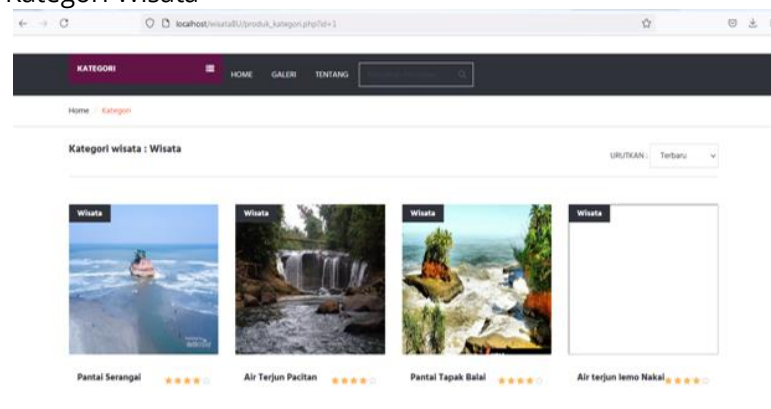 Kategori Wisata
localhost/wisataBU/produk_kategori.php?id=1
KATEGORI HOME GALERI TENTANG
Home / Kategori
Kategori wisata : Wisata
URUTKAN : Terbaru
Wisata Wisata Wisata Wisata
Pantai Serangai Air Terjun Pacitan Pantai Tapak Balai Air terjun lemo Nakai